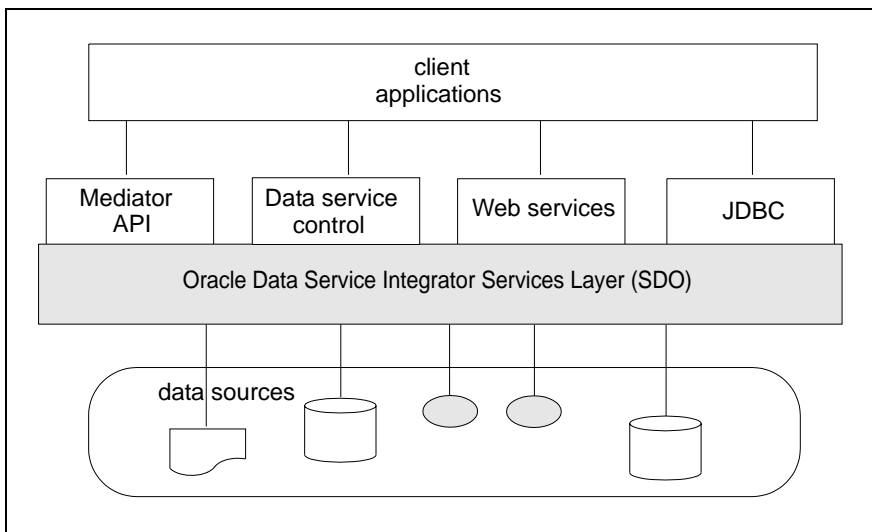 client
applications
Mediator
API
Data service
control
Web services
JDBC
Oracle Data Service Integrator Services Layer (SDO)
data sources